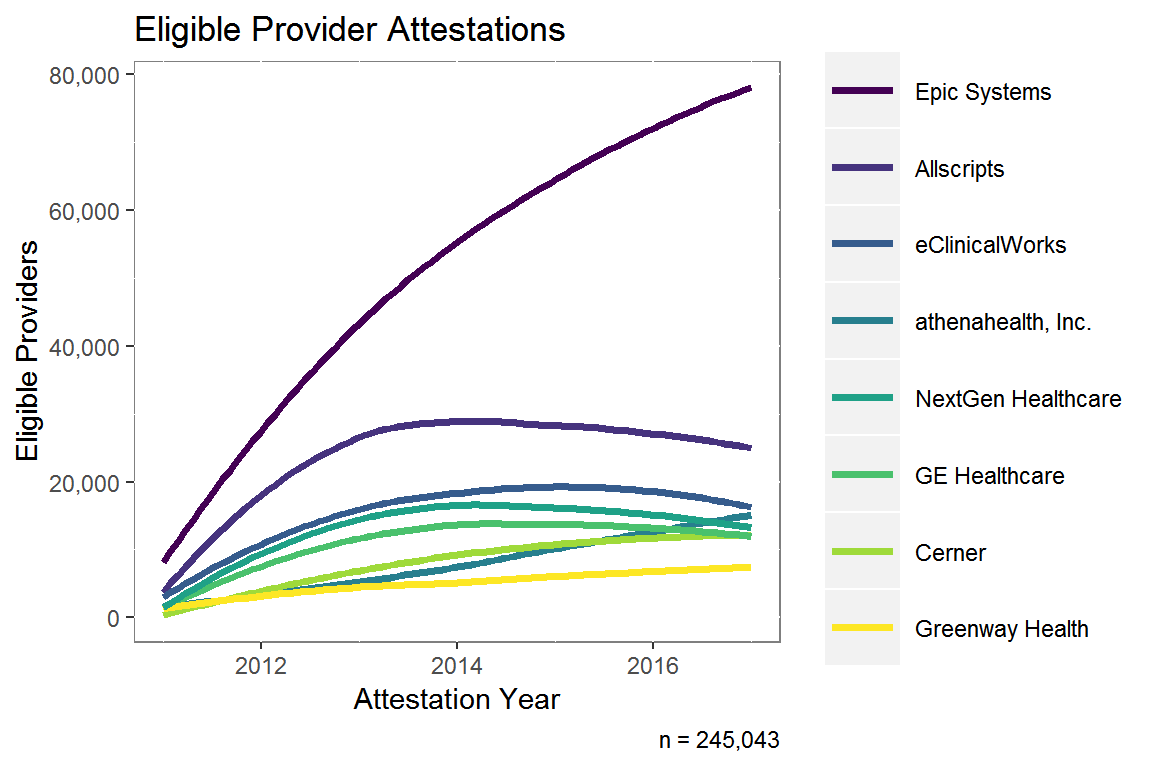 Eligible Provider Attestations
80,000
60,000
40,000
20,000
0
Eligible Providers
2012 2014 2016
Attestation Year
n = 245,043
Epic Systems
Allscripts
eClinicalWorks
athenahealth, Inc.
NextGen Healthcare
GE Healthcare
Cerner
Greenway Health